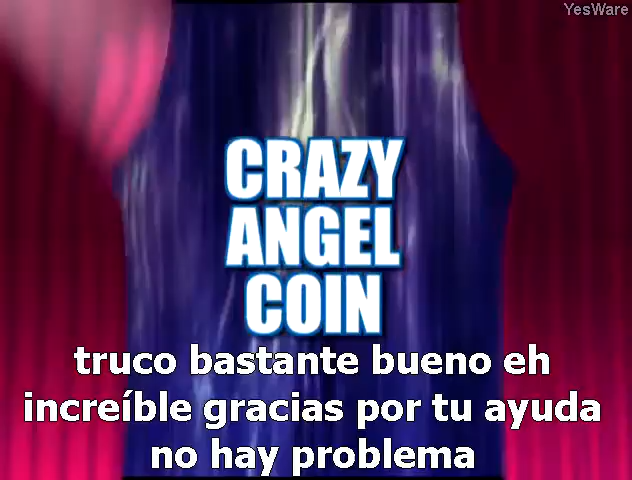 YesWare
CRAZY
ANGEL
COIN
truco bastante bueno eh
increíble gracias por tu ayuda
no hay problema